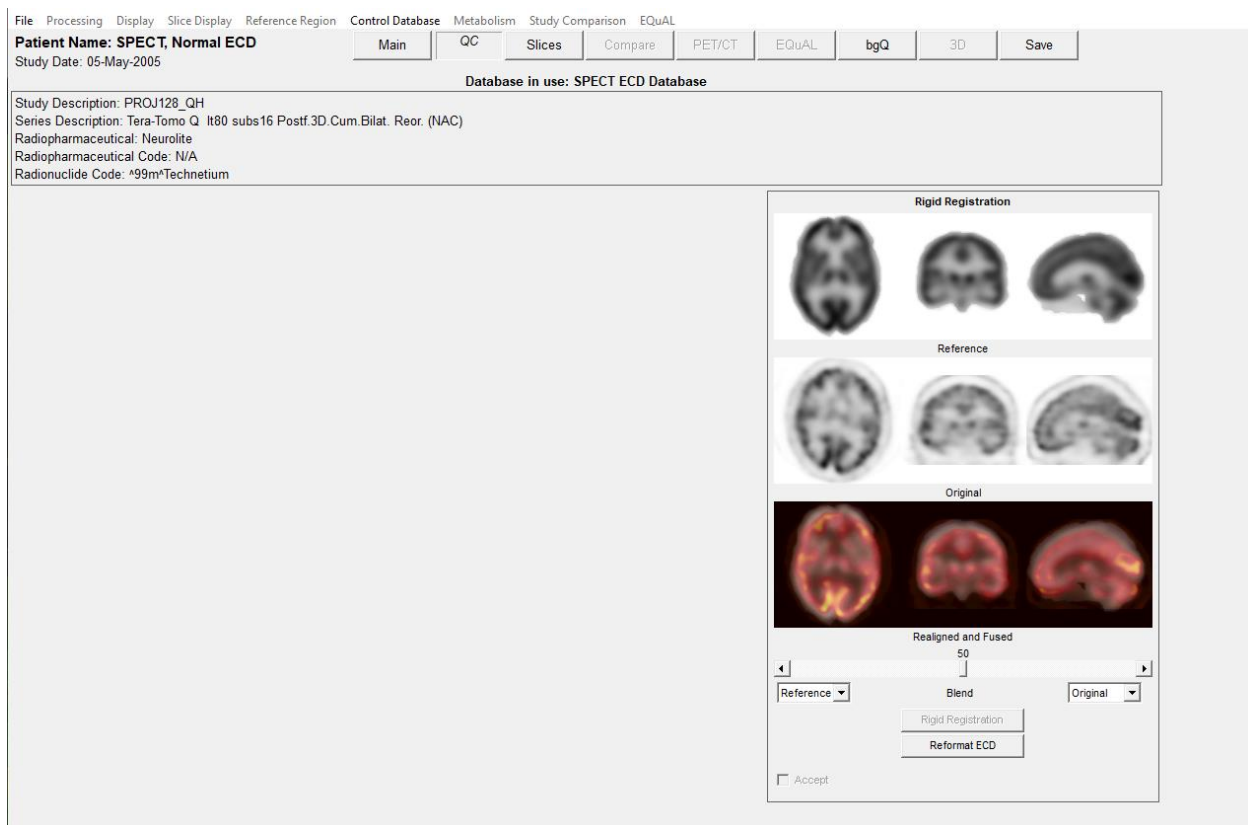 File Processing Display Slice Display Reference Region Control Database Metabolism Study Comparison EQuAL
Patient Name: SPECT, Normal ECD
Study Date: 05-May-2005
Main QC Slices Compare PET/CT EQuAL bgQ 3D Save
Database in use: SPECT ECD Database
Study Description: PROJ128_QH
Series Description: Tera-Tomo Q It80 subs16 Postf.3D.Cum.Bilat. Reor. (NAC)
Radiopharmaceutical: Neurolite
Radiopharmaceutical Code: N/A
Radionuclide Code: ^99m^Technetium
Rigid Registration
Reference
Original
Realigned and Fused
50
Reference Blend Original
Rigid Registration
Reformat ECD
Accept